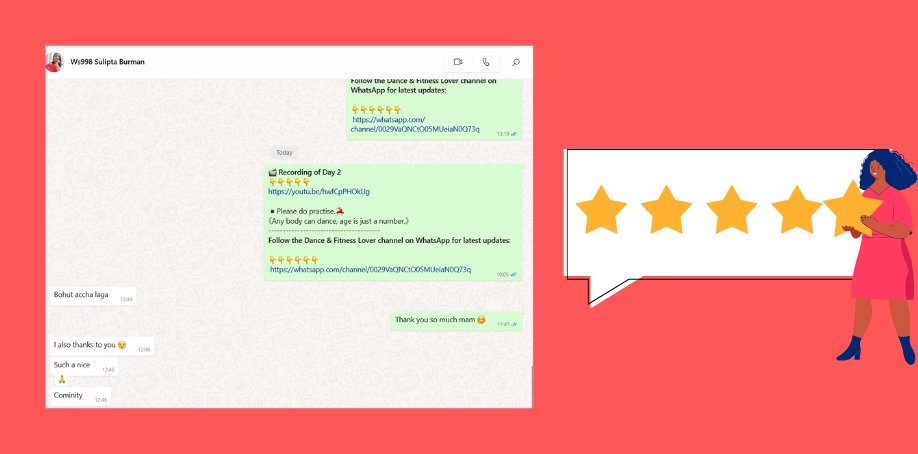 Ws998 Sulipta Burman
Follow the Dance & Fitness Lover channel on
WhatsApp for latest updates:
👇👇👇👇👇👇
https://whatsapp.com/
channel/0029VaQNCtO05MUeiaN0Q73q
13:19
Today
📹 Recording of Day 2
👇👇👇👇👇
https://youtu.be/hwfCpPHOkUg
▪Please do practise.💃
《Any body can dance, age is just a number.》
----------------------------------------
Follow the Dance & Fitness Lover channel on WhatsApp for latest updates:
👇👇👇👇👇👇
https://whatsapp.com/channel/0029VaQNCtO05MUeiaN0Q73q
Bohut accha laga
12:44
Thank you so much mam 😊
I also thanks to you 😉
12:46
Such a nice
12:46
🙏
Cominity
12:46